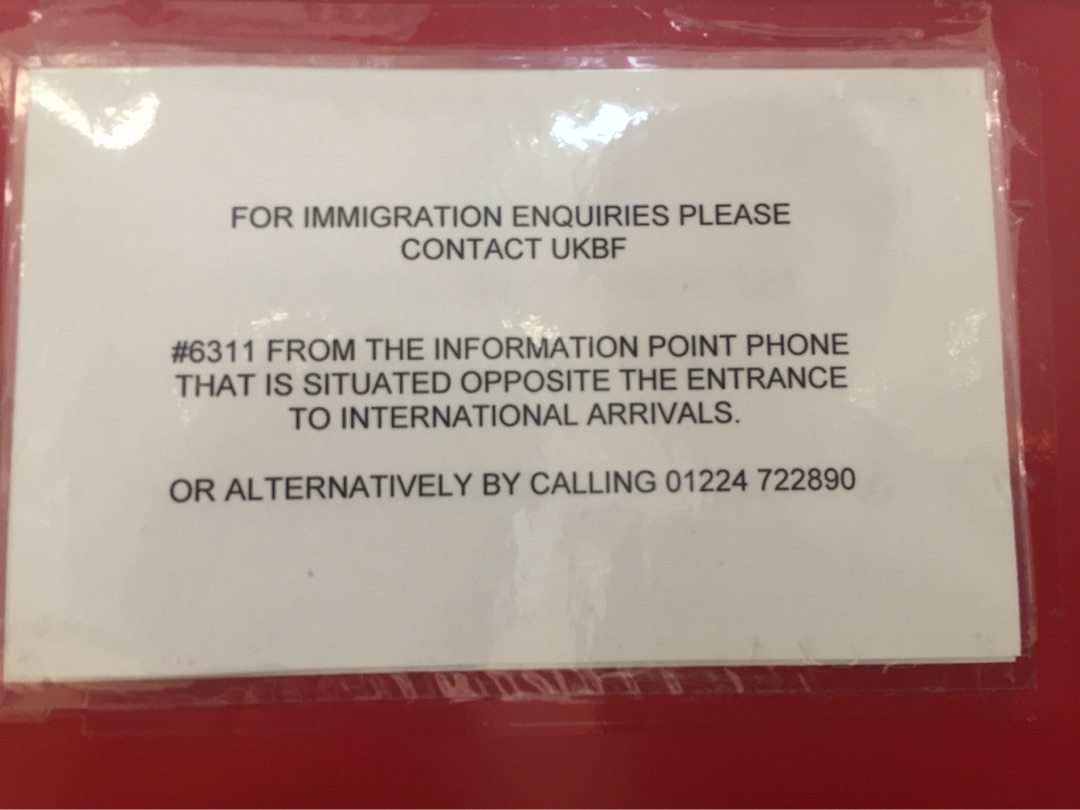 FOR IMMIGRATION ENQUIRIES PLEASE
CONTACT UKBF
#6311 FROM THE INFORMATION POINT PHONE
THAT IS SITUATED OPPOSITE THE ENTRANCE
TO INTERNATIONAL ARRIVALS.
OR ALTERNATIVELY BY CALLING 01224 722890